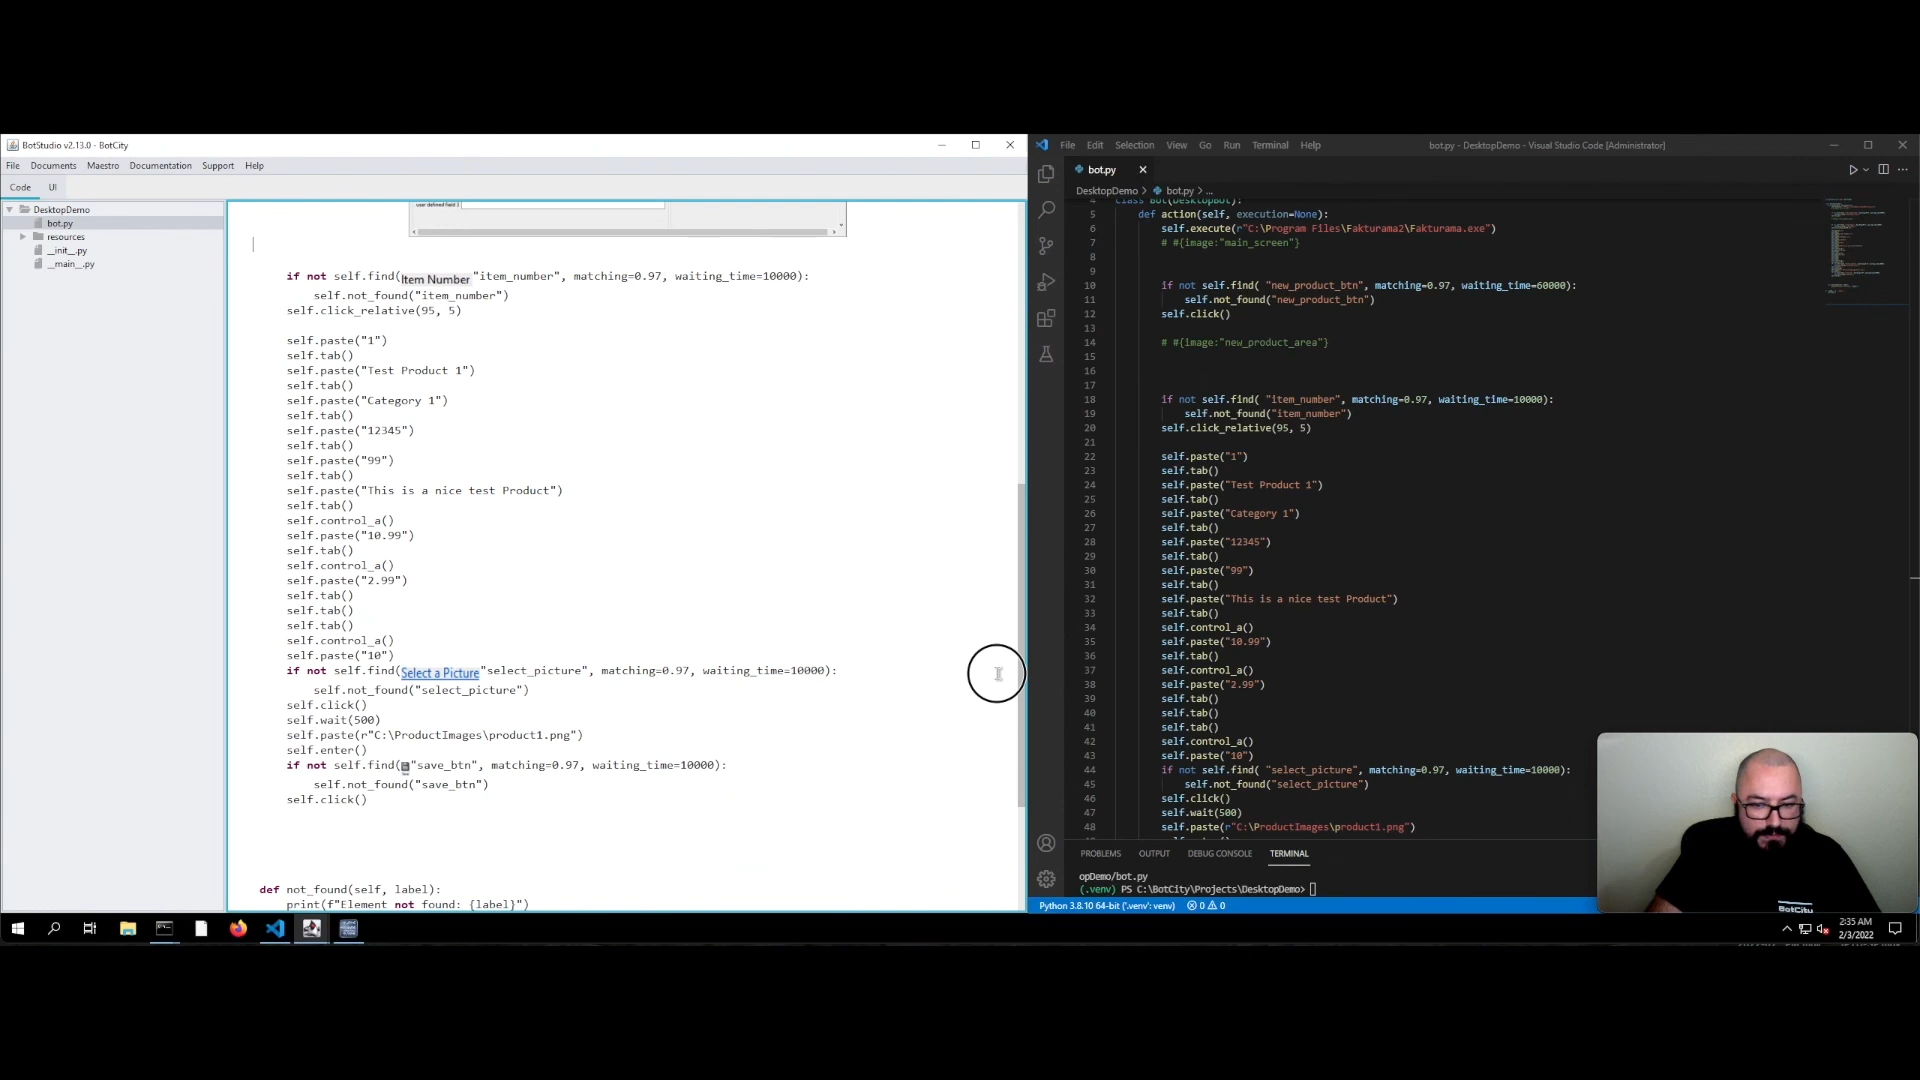 BotStudio v2.13.0 - BotCity
File Documents Maestro Documentation Support Help
Code UI
DesktopDemo
bot.py
resources
__init__.py
__main__.py
user defined field 1
if not self.find(Item Number "item_number", matching=0.97, waiting_time=10000):
self.not_found("item_number")
self.click_relative(95, 5)
self.paste("1")
self.tab()
self.paste("Test Product 1")
self.tab()
self.paste("Category 1")
self.tab()
self.paste("12345")
self.tab()
self.paste("99")
self.tab()
self.paste("This is a nice test Product")
self.tab()
self.control_a()
self.paste("10.99")
self.tab()
self.control_a()
self.paste("2.99")
self.tab()
self.tab()
self.tab()
self.control_a()
self.paste("10")
if not self.find(Select a Picture "select_picture", matching=0.97, waiting_time=10000):
self.not_found("select_picture")
self.click()
self.wait(500)
self.paste(r"C:\ProductImages\product1.png")
self.enter()
if not self.find("save_btn", matching=0.97, waiting_time=10000):
self.not_found("save_btn")
self.click()
def not_found(self, label):
print(f"Element not found: {label}")
File Edit Selection View Go Run Terminal Help
bot.py - DesktopDemo - Visual Studio Code [Administrator]
bot.py
DesktopDemo > bot.py > ...
4 class Bot(DesktopBot):
5 def action(self, execution=None):
6 self.execute(r"C:\Program Files\Fakturama2\Fakturama.exe")
7 # #{image:"main_screen"}
8
9
10 if not self.find( "new_product_btn", matching=0.97, waiting_time=60000):
11 self.not_found("new_product_btn")
12 self.click()
13
14 # #{image:"new_product_area"}
15
16
17
18 if not self.find( "item_number", matching=0.97, waiting_time=10000):
19 self.not_found("item_number")
20 self.click_relative(95, 5)
21
22 self.paste("1")
23 self.tab()
24 self.paste("Test Product 1")
25 self.tab()
26 self.paste("Category 1")
27 self.tab()
28 self.paste("12345")
29 self.tab()
30 self.paste("99")
31 self.tab()
32 self.paste("This is a nice test Product")
33 self.tab()
34 self.control_a()
35 self.paste("10.99")
36 self.tab()
37 self.control_a()
38 self.paste("2.99")
39 self.tab()
40 self.tab()
41 self.tab()
42 self.control_a()
43 self.paste("10")
44 if not self.find( "select_picture", matching=0.97, waiting_time=10000):
45 self.not_found("select_picture")
46 self.click()
47 self.wait(500)
48 self.paste(r"C:\ProductImages\product1.png")
PROBLEMS OUTPUT DEBUG CONSOLE TERMINAL
opDemo/bot.py
(.venv) PS C:\BotCity\Projects\DesktopDemo>
Python 3.8.10 64-bit ('.venv': venv) 0 0
BotCity
2:35 AM
2/3/2022